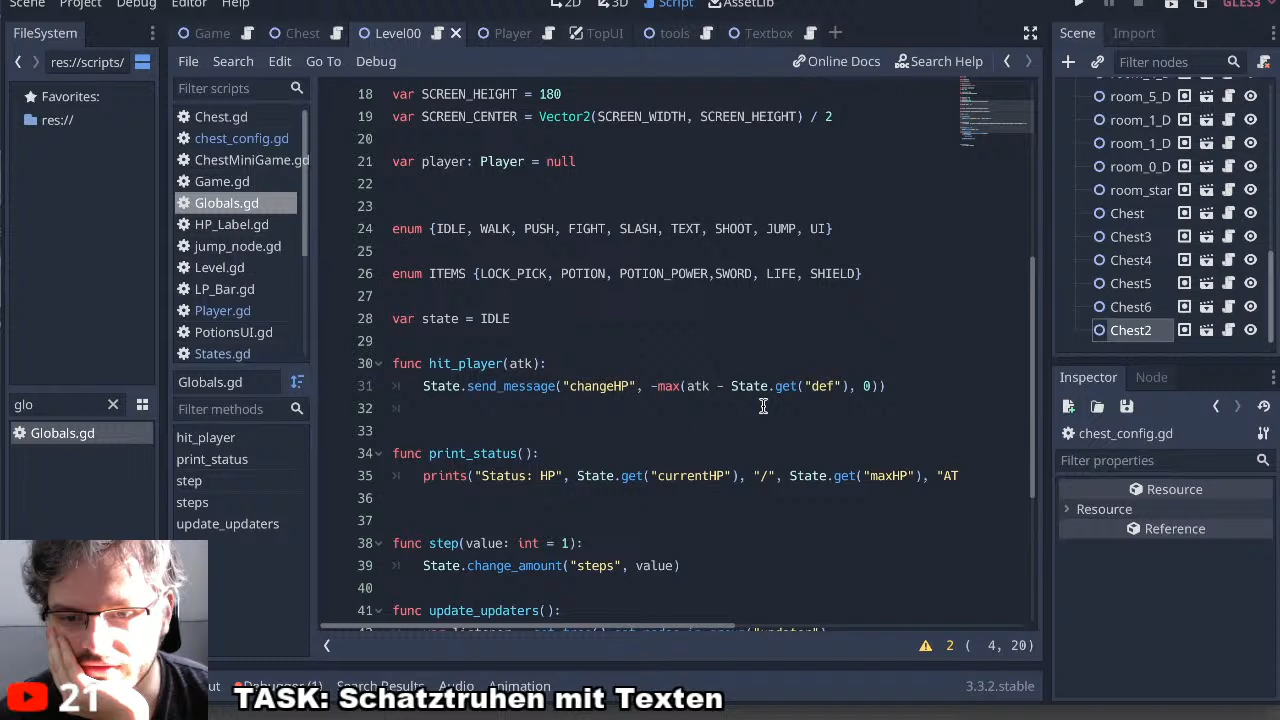 Scene Project Debug Editor Help
2D 3D Script AssetLib GLES3
FileSystem
Game Chest Level00 Player TopUI tools Textbox
Scene Import
res://scripts/
File Search Edit Go To Debug
Online Docs Search Help
Filter nodes
Favorites:
res://
glo
Globals.gd
Filter scripts
Chest.gd
chest_config.gd
ChestMiniGame.gd
Game.gd
Globals.gd
HP_Label.gd
jump_node.gd
Level.gd
LP_Bar.gd
Player.gd
PotionsUI.gd
States.gd
Globals.gd
Filter methods
hit_player
print_status
step
steps
update_updaters
18 var SCREEN_HEIGHT = 180
19 var SCREEN_CENTER = Vector2(SCREEN_WIDTH, SCREEN_HEIGHT) / 2
20
21 var player: Player = null
22
23
24 enum {IDLE, WALK, PUSH, FIGHT, SLASH, TEXT, SHOOT, JUMP, UI}
25
26 enum ITEMS {LOCK_PICK, POTION, POTION_POWER,SWORD, LIFE, SHIELD}
27
28 var state = IDLE
29
30 func hit_player(atk):
31 State.send_message("changeHP", -max(atk - State.get("def"), 0))
32
33
34 func print_status():
35 prints("Status: HP", State.get("currentHP"), "/", State.get("maxHP"), "AT
36
37
38 func step(value: int = 1):
39 State.change_amount("steps", value)
40
41 func update_updaters():
2 ( 4, 20)
room_5_D
room_1_D
room_1_D
room_0_D
room_star
Chest
Chest3
Chest4
Chest5
Chest6
Chest2
Inspector Node
chest_config.gd
Filter properties
Resource
Resource
Reference
Debugger (1) Search Results Audio Animation
3.3.2.stable
21
TASK: Schatztruhen mit Texten